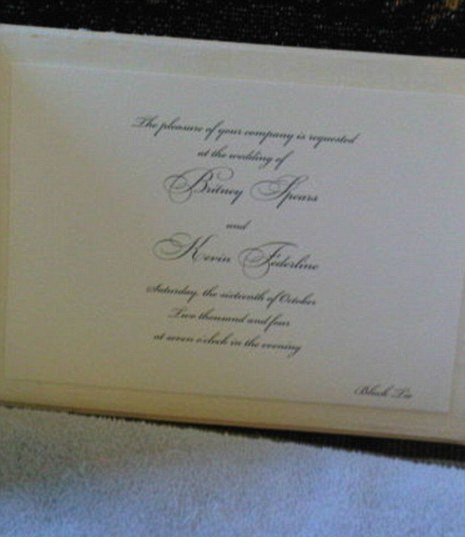 The pleasure of your company is requested
at the wedding of
Britney Spears
and
Kevin Federline
Saturday, the sixteenth of October
Two thousand and four
at seven o'clock in the evening
Black Tie